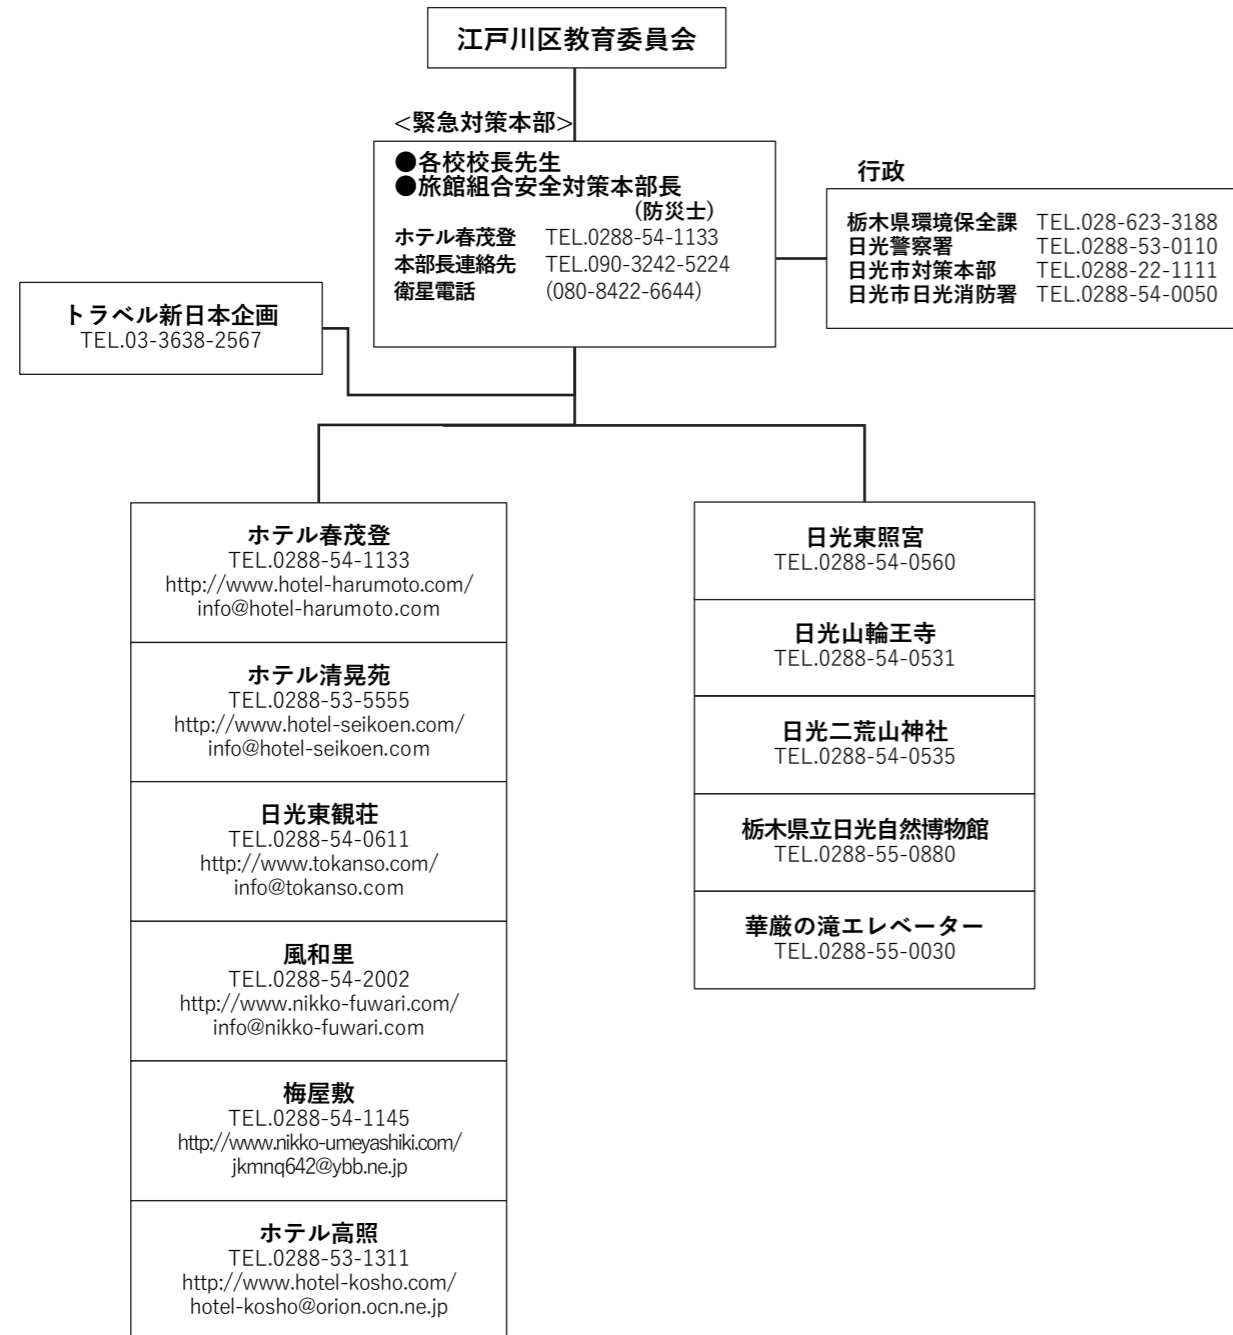 江戸川区教育委員会
<緊急対策本部>
●各校校長先生
●旅館組合安全対策本部長
(防災士)
ホテル春茂登 TEL.0288-54-1133
本部長連絡先 TEL.090-3242-5224
衛星電話 (080-8422-6644)
行政
栃木県環境保全課 TEL.028-623-3188
日光警察署 TEL.0288-53-0110
日光市対策本部 TEL.0288-22-1111
日光市日光消防署 TEL.0288-54-0050
トラベル新日本企画
TEL.03-3638-2567
ホテル春茂登
TEL.0288-54-1133
http://www.hotel-harumoto.com/
info@hotel-harumoto.com
ホテル清晃苑
TEL.0288-53-5555
http://www.hotel-seikoen.com/
info@hotel-seikoen.com
日光東観荘
TEL.0288-54-0611
http://www.tokanso.com/
info@tokanso.com
風和里
TEL.0288-54-2002
http://www.nikko-fuwari.com/
info@nikko-fuwari.com
梅屋敷
TEL.0288-54-1145
http://www.nikko-umeyashiki.com/
jkmnq642@ybb.ne.jp
ホテル高照
TEL.0288-53-1311
http://www.hotel-kosho.com/
hotel-kosho@orion.ocn.ne.jp
日光東照宮
TEL.0288-54-0560
日光山輪王寺
TEL.0288-54-0531
日光二荒山神社
TEL.0288-54-0535
栃木県立日光自然博物館
TEL.0288-55-0880
華厳の滝エレベーター
TEL.0288-55-0030